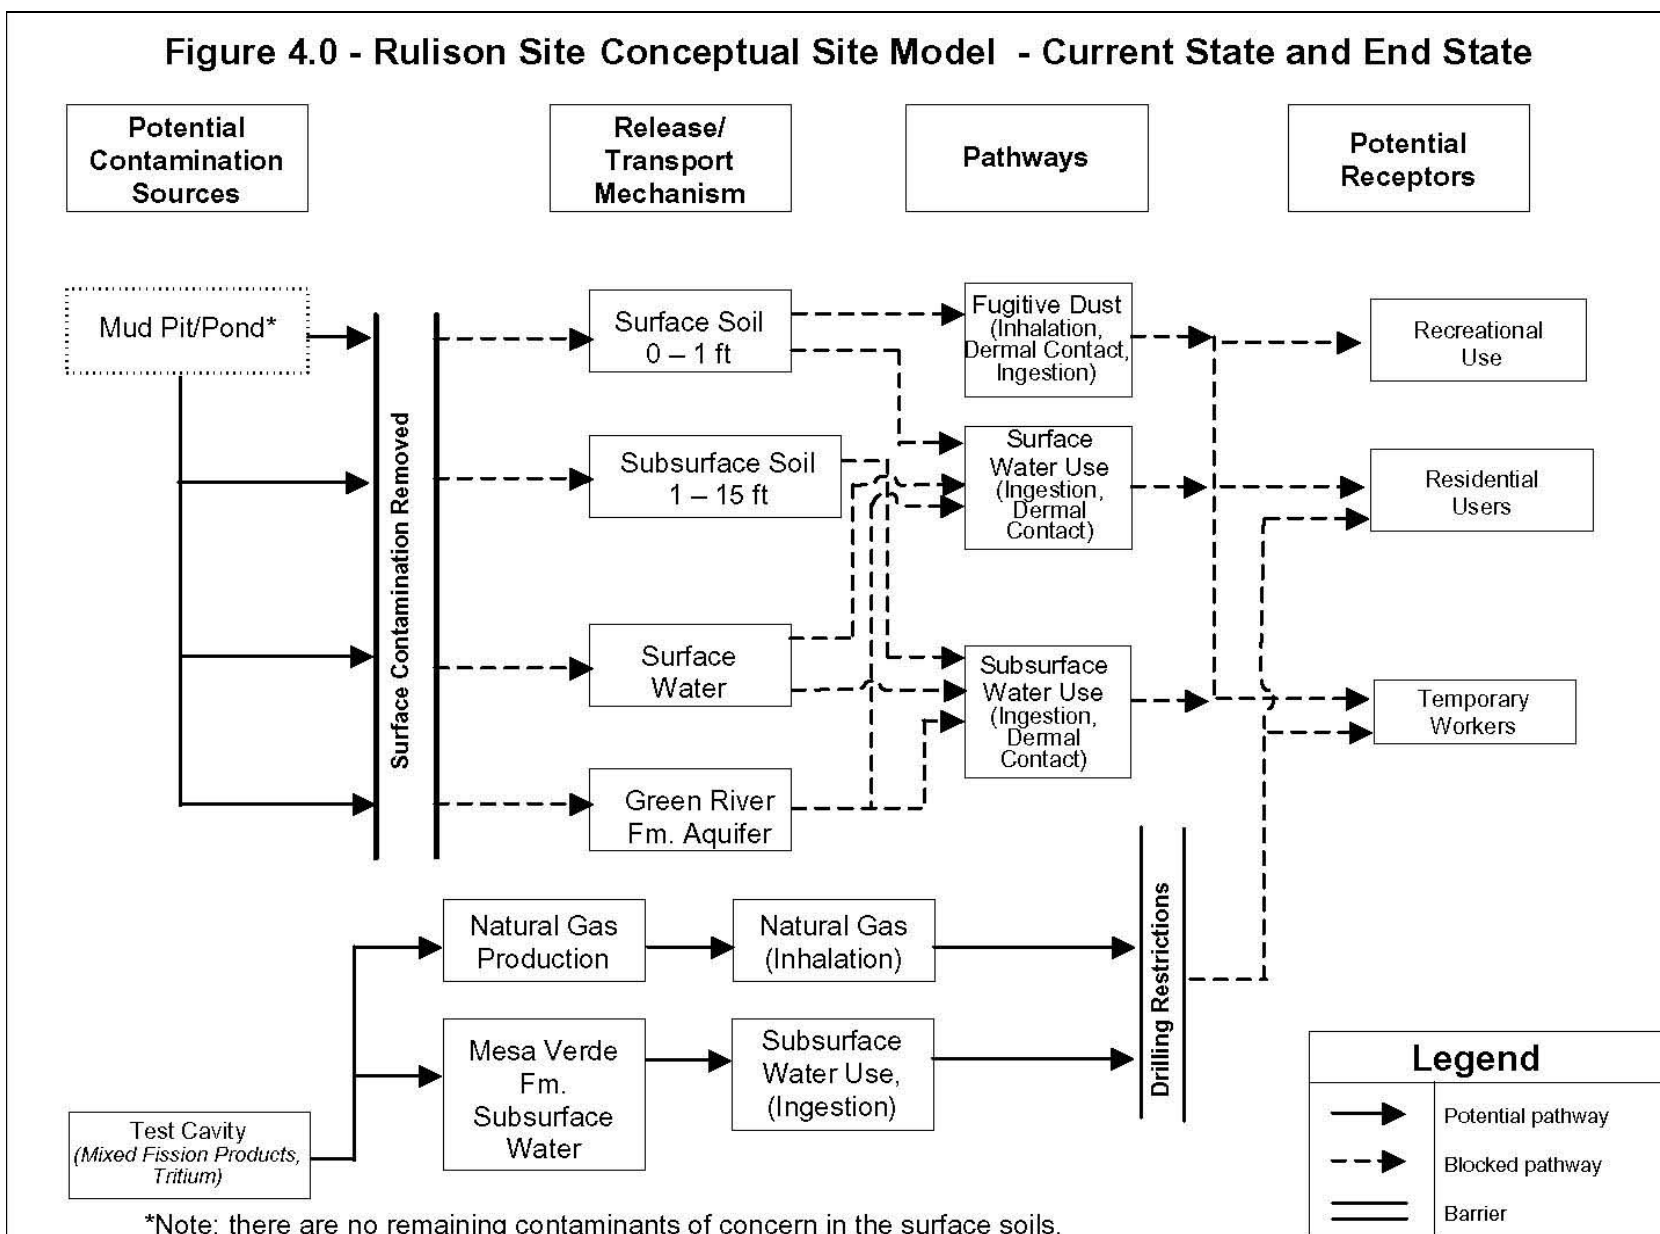 Figure 4.0 - Rulison Site Conceptual Site Model - Current State and End State
Potential
Contamination
Sources
Release/
Transport
Mechanism
Pathways
Potential
Receptors
Mud Pit/Pond*
Surface Contamination Removed
Surface Soil
0 – 1 ft
Fugitive Dust
(Inhalation,
Dermal Contact,
Ingestion)
Recreational
Use
Subsurface Soil
1 – 15 ft
Surface
Water Use
(Ingestion,
Dermal
Contact)
Residential
Users
Surface
Water
Subsurface
Water Use
(Ingestion,
Dermal
Contact)
Temporary
Workers
Green River
Fm. Aquifer
Natural Gas
Production
Natural Gas
(Inhalation)
Drilling Restrictions
Mesa Verde
Fm.
Subsurface
Water
Subsurface
Water Use,
(Ingestion)
Test Cavity
(Mixed Fission Products,
Tritium)
Legend
Potential pathway
Blocked pathway
Barrier
*Note: there are no remaining contaminants of concern in the surface soils.